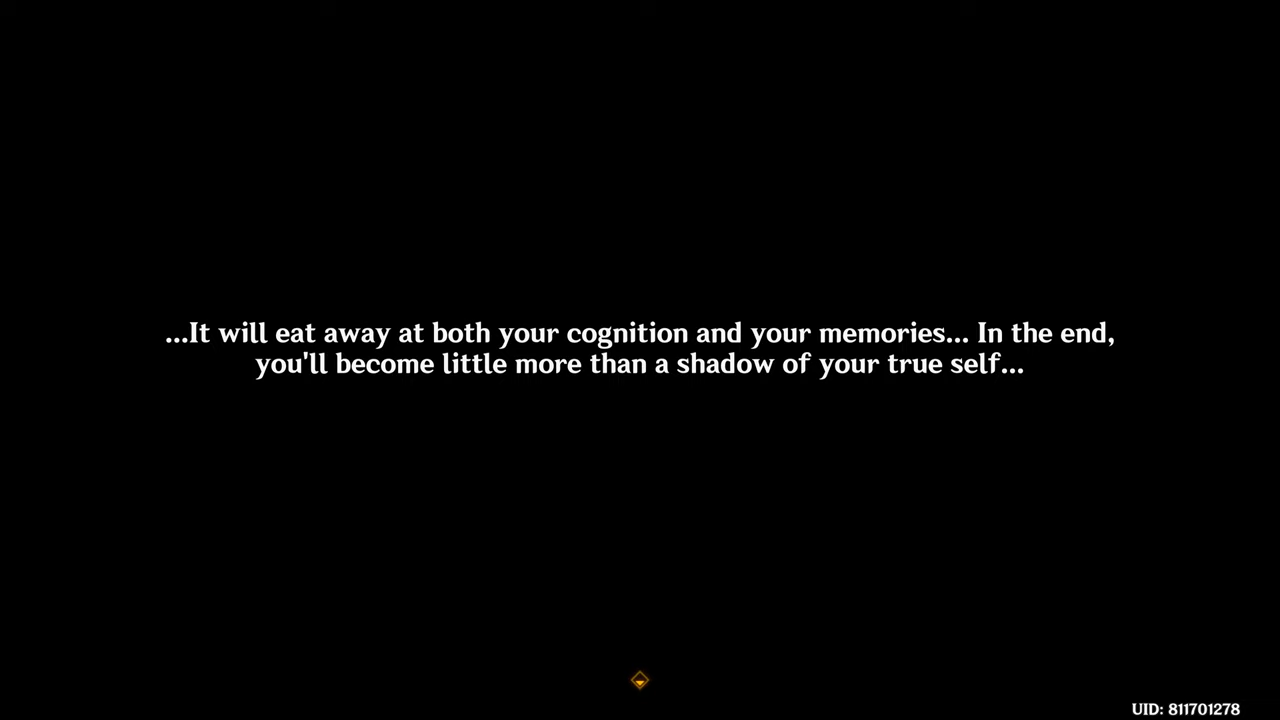 ...It will eat away at both your cognition and your memories... In the end,
you'll become little more than a shadow of your true self...
UID: 811701278